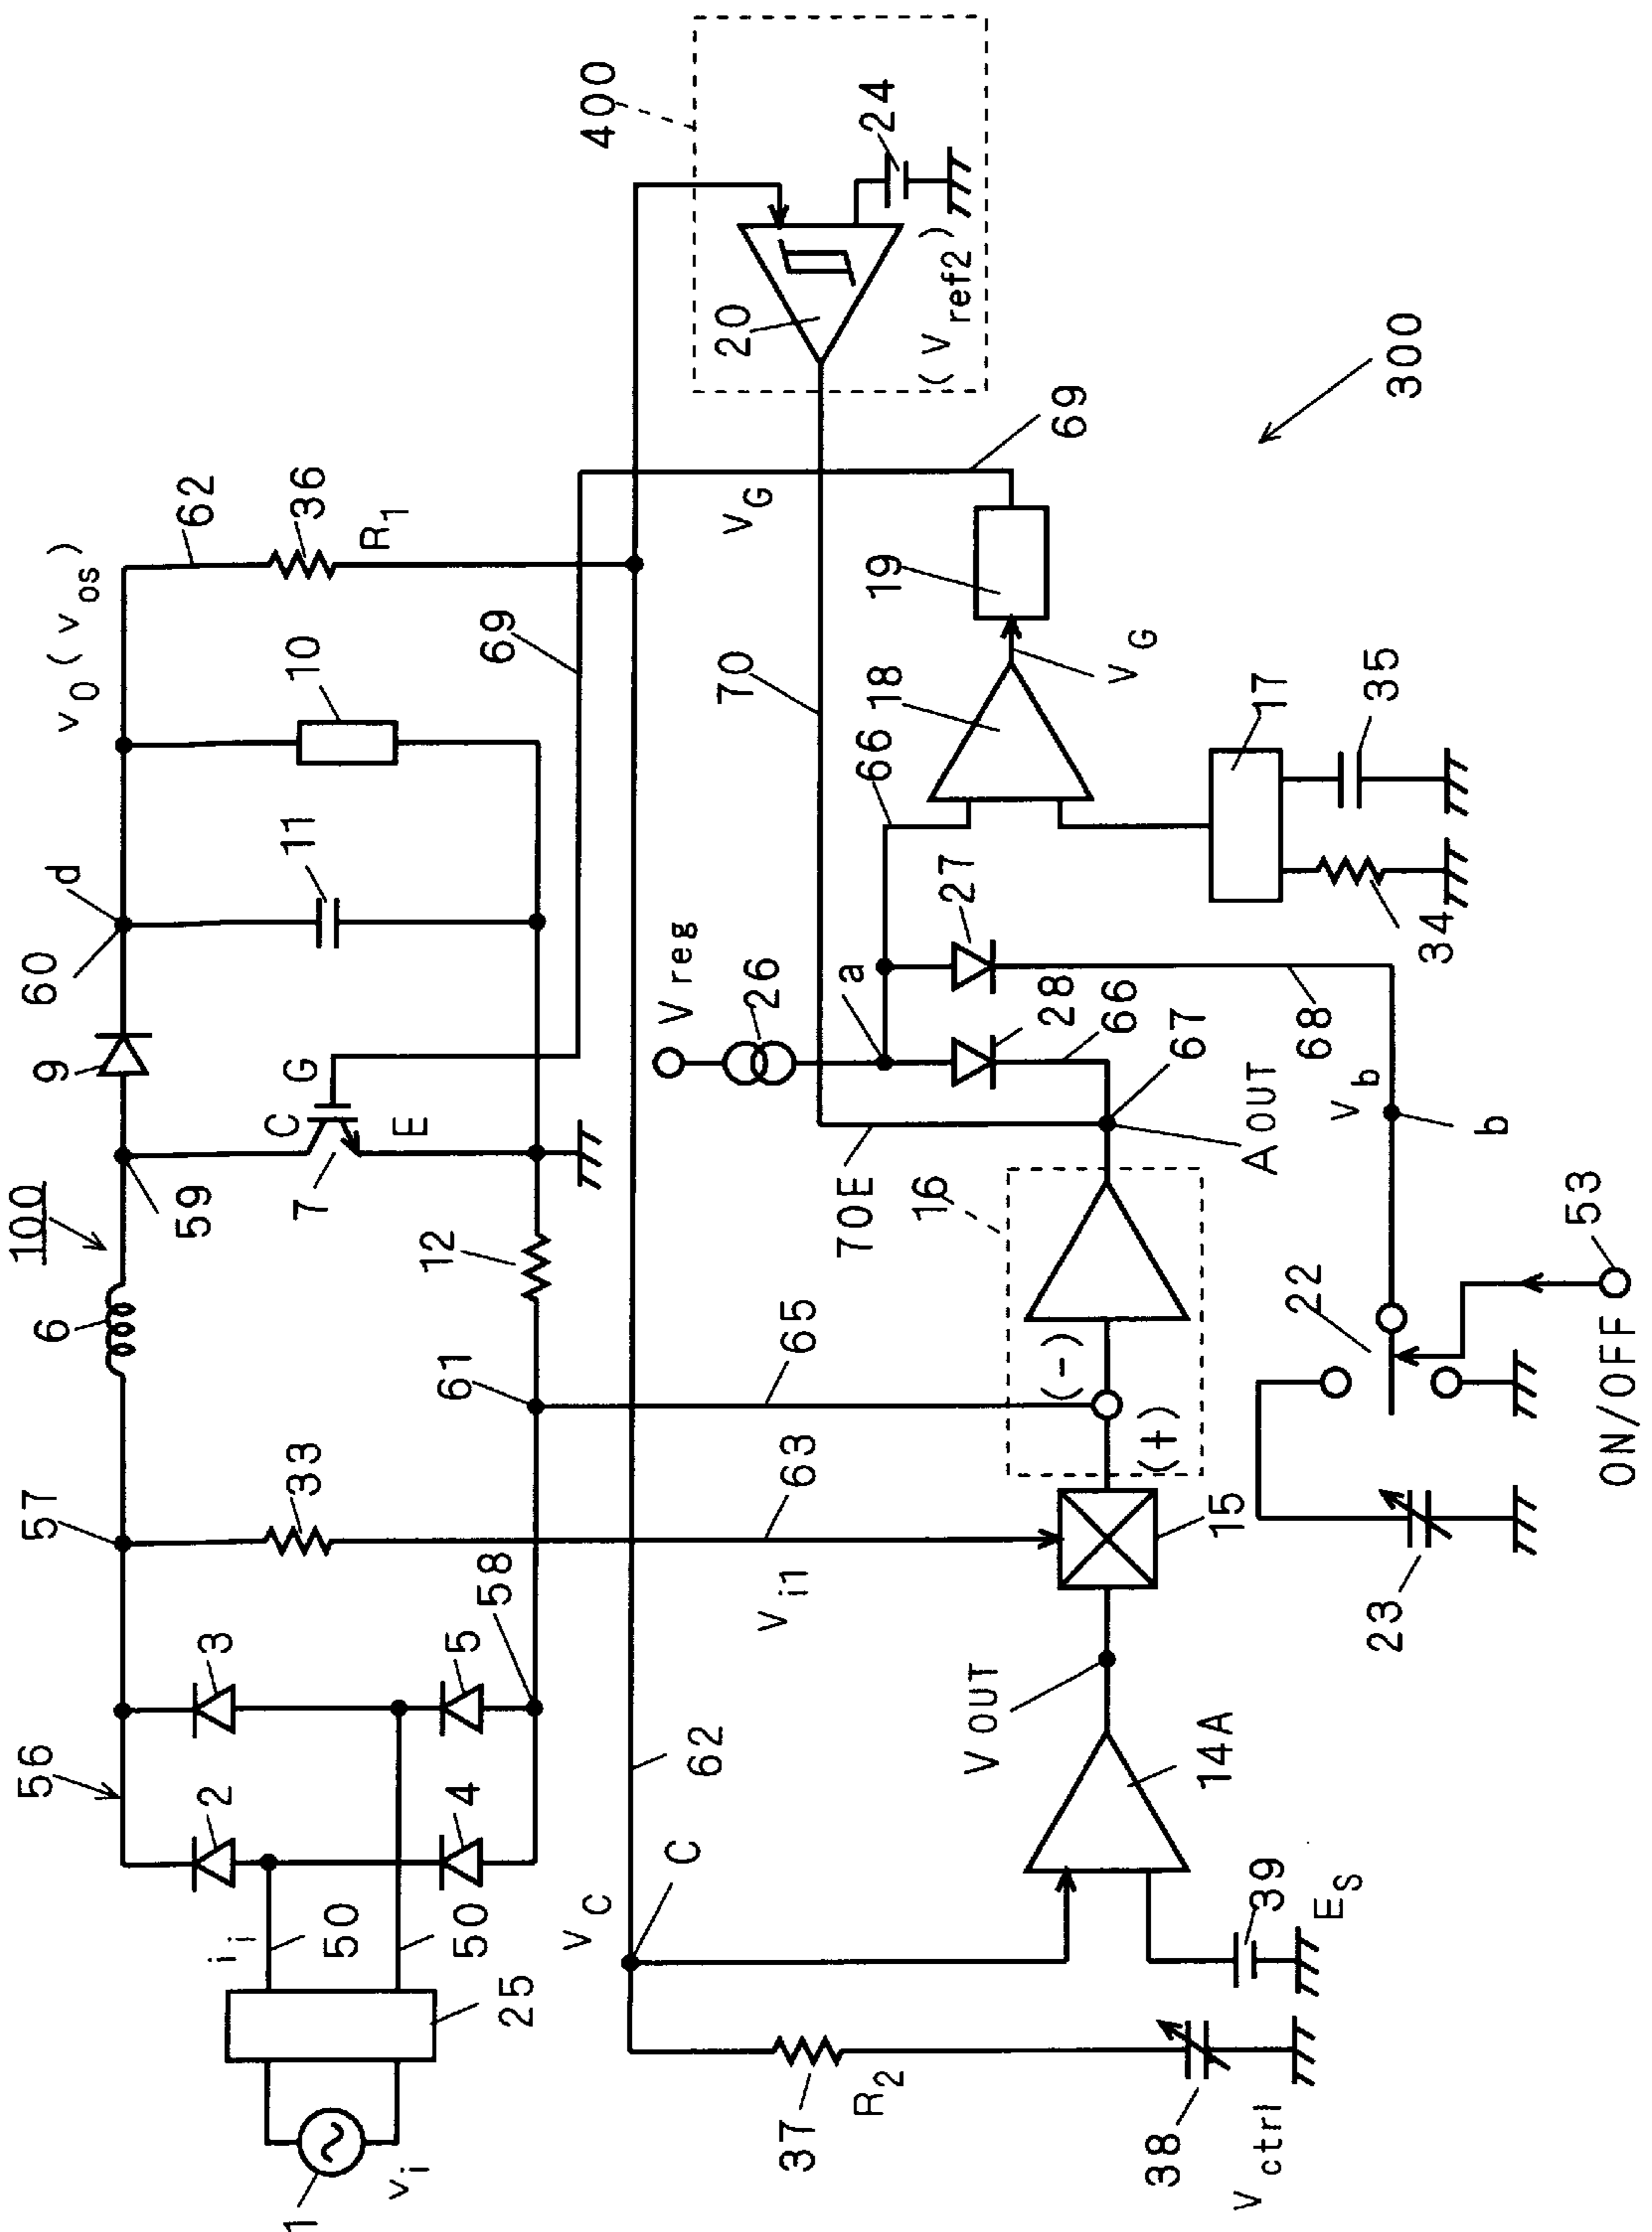 100
56
57
6
59
9
60
d
v0 ( vos )
62
36
R1
2
3
33
C
G
7
E
11
10
69
400
ii
50
50
4
5
58
61
12
25
1
vi
VC
C
62
Vi1
63
65
Vreg
26
a
70
VG
20
24
( Vref2 )
70E
16
28
27
66
18
19
69
37
R2
VOUT
(-)
(+)
AOUT
67
66
VG
300
38
Vctrl
14A
15
39
ES
23
22
68
Vb
b
34
17
35
53
ON/OFF